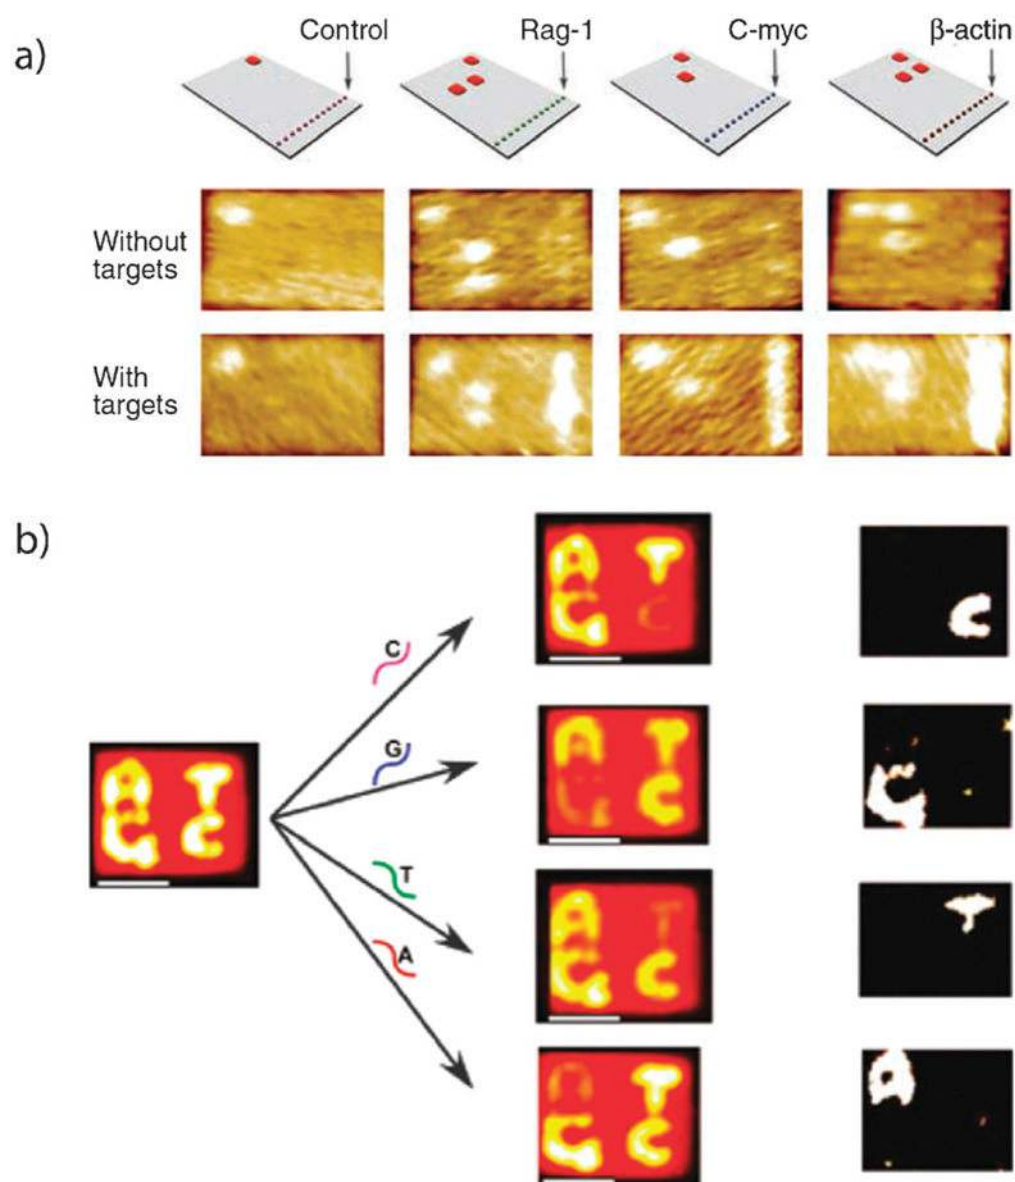 a)
Control
Rag-1
C-myc
β-actin
Without
targets
With
targets
b)
A T
G C
C
G
T
A
A T
G C
C
A T
G C
G
A T
G C
T
A T
G C
A